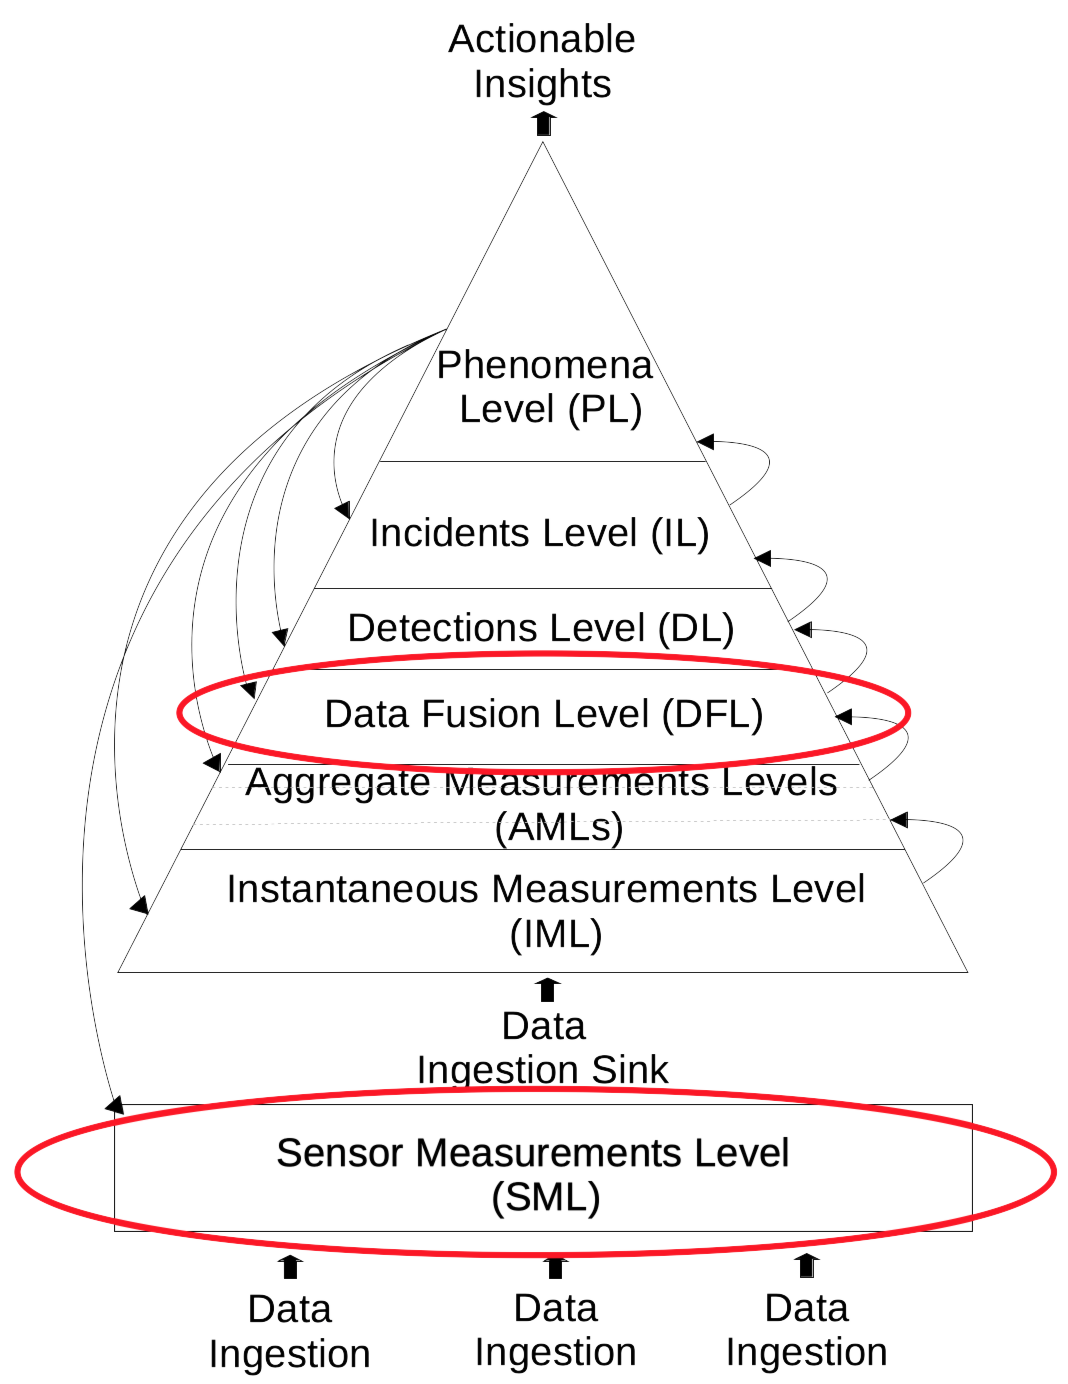 Actionable
Insights
Phenomena
Level (PL)
Incidents Level (IL)
Detections Level (DL)
Data Fusion Level (DFL)
Aggregate Measurements Levels
(AMLs)
Instantaneous Measurements Level
(IML)
Data
Ingestion Sink
Sensor Measurements Level
(SML)
Data
Ingestion
Data
Ingestion
Data
Ingestion